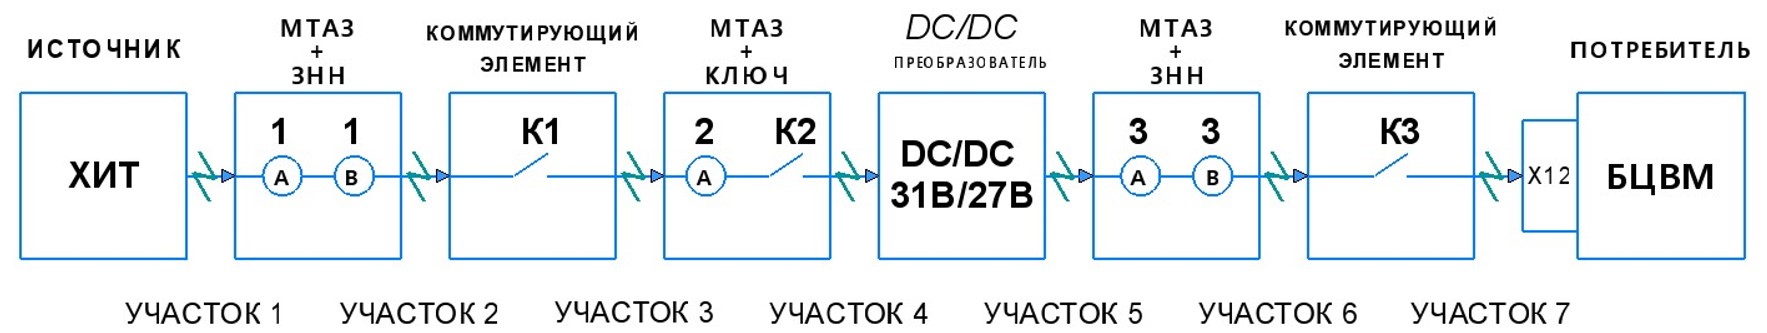 ИСТОЧНИК
МТАЗ
+
ЗНН
КОММУТИРУЮЩИЙ
ЭЛЕМЕНТ
МТАЗ
+
КЛЮЧ
DC/DC
ПРЕОБРАЗОВАТЕЛЬ
МТАЗ
+
ЗНН
КОММУТИРУЮЩИЙ
ЭЛЕМЕНТ
ПОТРЕБИТЕЛЬ
ХИТ
1 1
А В
К1
2 К2
А
DC/DC
31В/27В
3 3
А В
К3
Х12
БЦВМ
УЧАСТОК 1
УЧАСТОК 2
УЧАСТОК 3
УЧАСТОК 4
УЧАСТОК 5
УЧАСТОК 6
УЧАСТОК 7